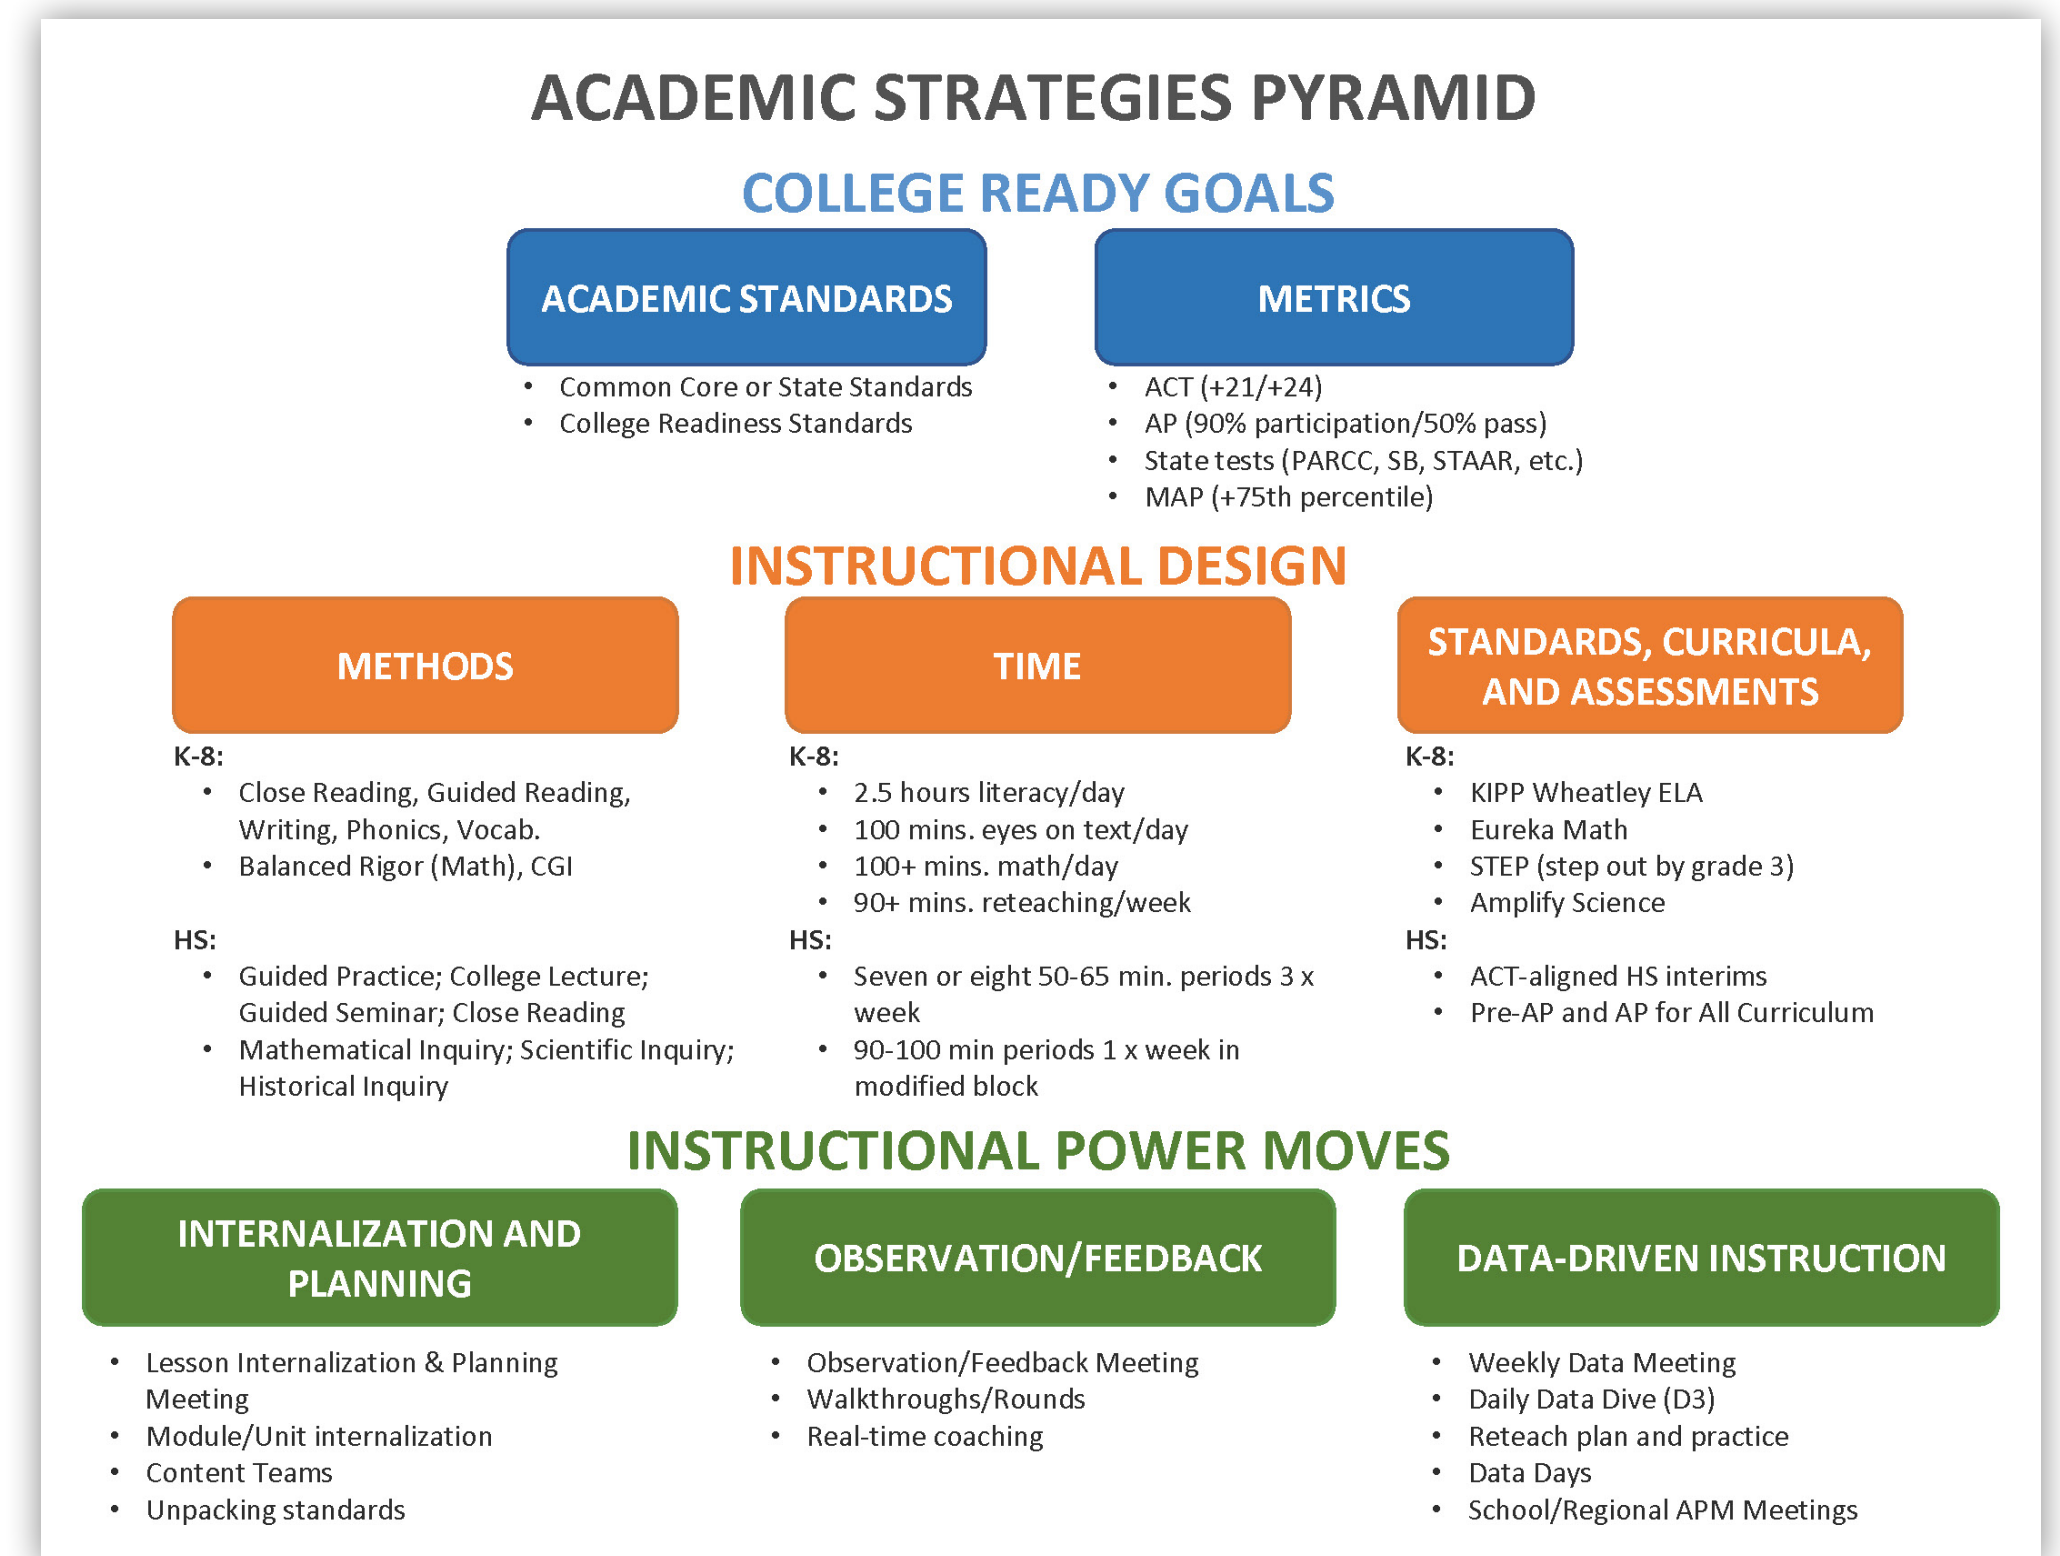 ACADEMIC STRATEGIES PYRAMID
COLLEGE READY GOALS
ACADEMIC STANDARDS
• Common Core or State Standards
• College Readiness Standards
METRICS
• ACT (+21/+24)
• AP (90% participation/50% pass)
• State tests (PARCC, SB, STAAR, etc.)
• MAP (+75th percentile)
INSTRUCTIONAL DESIGN
METHODS
K-8:
• Close Reading, Guided Reading,
Writing, Phonics, Vocab.
• Balanced Rigor (Math), CGI
HS:
• Guided Practice; College Lecture;
Guided Seminar; Close Reading
• Mathematical Inquiry; Scientific Inquiry;
Historical Inquiry
TIME
K-8:
• 2.5 hours literacy/day
• 100 mins. eyes on text/day
• 100+ mins. math/day
• 90+ mins. reteaching/week
HS:
• Seven or eight 50-65 min. periods 3 x
week
• 90-100 min periods 1 x week in
modified block
STANDARDS, CURRICULA,
AND ASSESSMENTS
K-8:
• KIPP Wheatley ELA
• Eureka Math
• STEP (step out by grade 3)
• Amplify Science
HS:
• ACT-aligned HS interims
• Pre-AP and AP for All Curriculum
INSTRUCTIONAL POWER MOVES
INTERNALIZATION AND
PLANNING
• Lesson Internalization & Planning
Meeting
• Module/Unit internalization
• Content Teams
• Unpacking standards
OBSERVATION/FEEDBACK
• Observation/Feedback Meeting
• Walkthroughs/Rounds
• Real-time coaching
DATA-DRIVEN INSTRUCTION
• Weekly Data Meeting
• Daily Data Dive (D3)
• Reteach plan and practice
• Data Days
• School/Regional APM Meetings